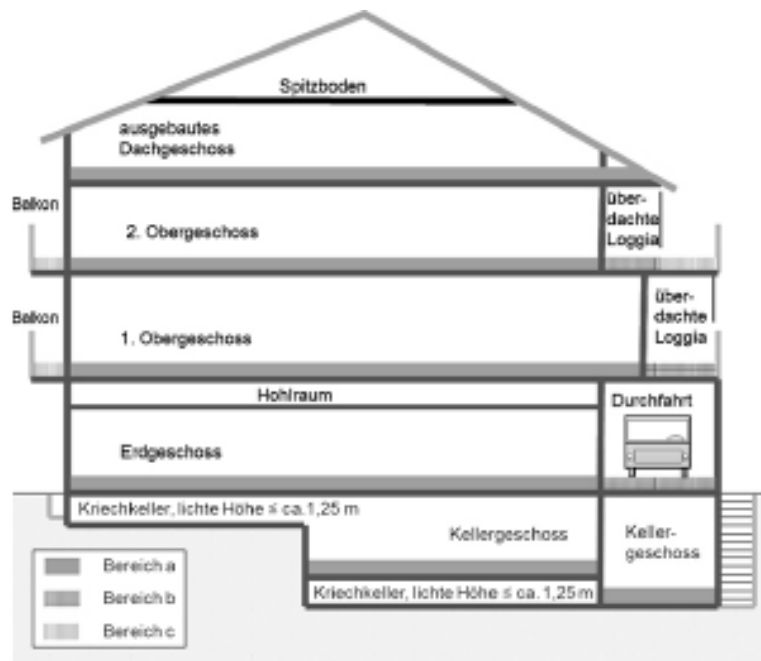 Spitzboden
ausgebautes
Dachgeschoss
Balkon
2. Obergeschoss
über-
dachte
Loggia
Balkon
1. Obergeschoss
über-
dachte
Loggia
Hohlraum
Durchfahrt
Erdgeschoss
Kriechkeller, lichte Höhe ≤ ca. 1,25 m
Kellergeschoss
Keller-
geschoss
Kriechkeller, lichte Höhe ≤ ca. 1,25 m
Bereich a
Bereich b
Bereich c